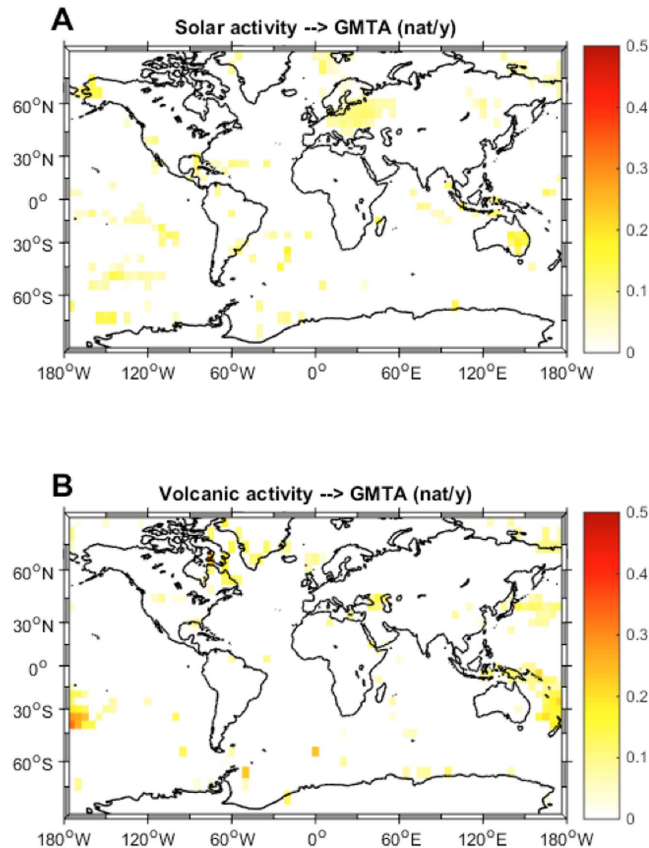 A
Solar activity --> GMTA (nat/y)
60°N
30°N
0°
30°S
60°S
180°W 120°W 60°W 0° 60°E 120°E 180°W
0.5
0.4
0.3
0.2
0.1
0
B
Volcanic activity --> GMTA (nat/y)
60°N
30°N
0°
30°S
60°S
180°W 120°W 60°W 0° 60°E 120°E 180°W
0.5
0.4
0.3
0.2
0.1
0